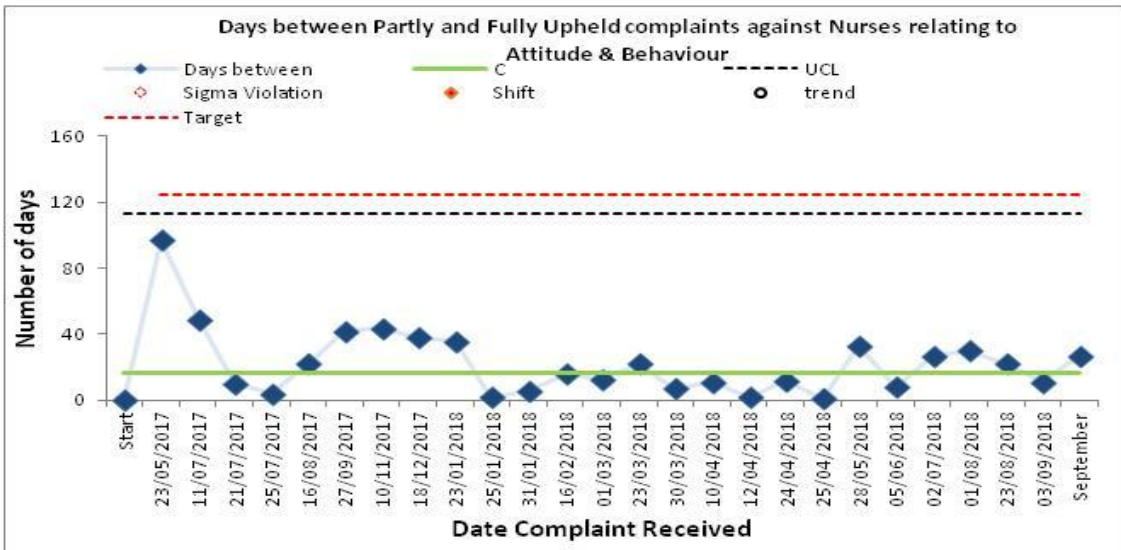 Days between Partly and Fully Upheld complaints against Nurses relating to
Attitude & Behaviour
Days between
C
UCL
Sigma Violation
Shift
trend
Target
Number of days
160
120
80
40
0
Start
23/05/2017
11/07/2017
21/07/2017
25/07/2017
16/08/2017
27/09/2017
10/11/2017
18/12/2017
23/01/2018
25/01/2018
31/01/2018
16/02/2018
01/03/2018
23/03/2018
30/03/2018
10/04/2018
12/04/2018
24/04/2018
25/04/2018
28/05/2018
05/06/2018
02/07/2018
01/08/2018
23/08/2018
03/09/2018
September
Date Complaint Received